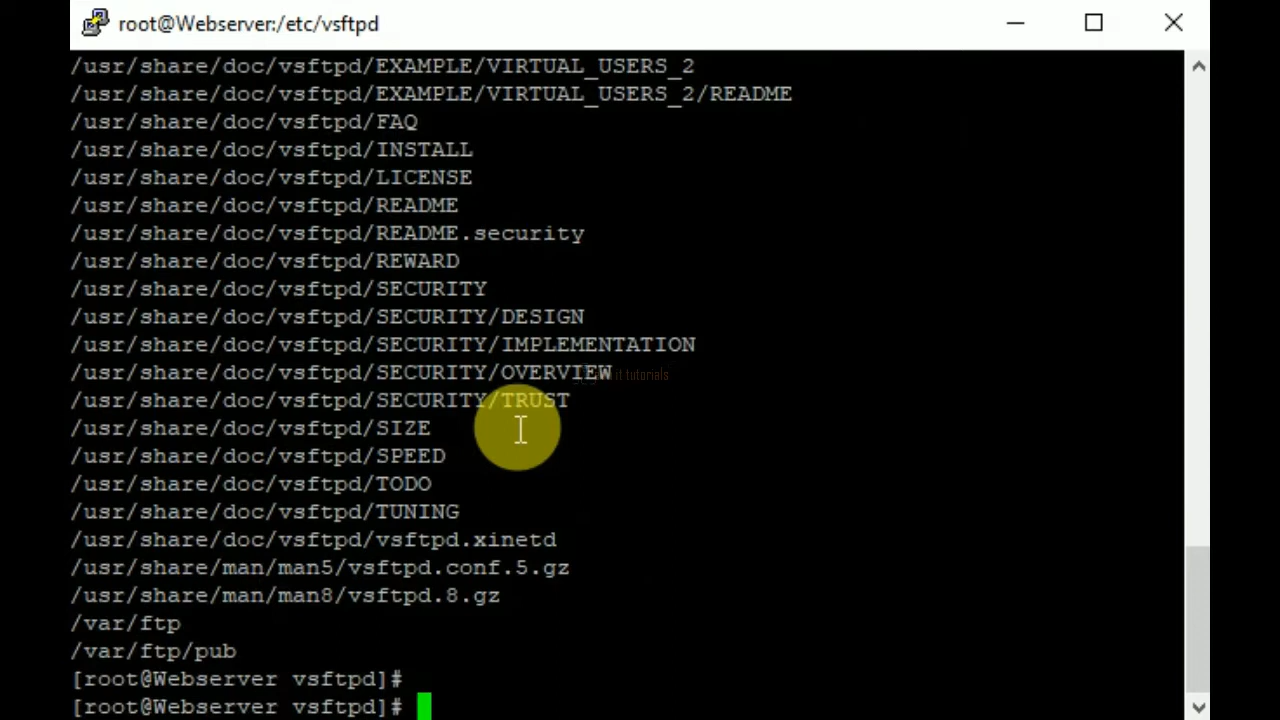 root@Webserver:/etc/vsftpd
/usr/share/doc/vsftpd/EXAMPLE/VIRTUAL_USERS_2
/usr/share/doc/vsftpd/EXAMPLE/VIRTUAL_USERS_2/README
/usr/share/doc/vsftpd/FAQ
/usr/share/doc/vsftpd/INSTALL
/usr/share/doc/vsftpd/LICENSE
/usr/share/doc/vsftpd/README
/usr/share/doc/vsftpd/README.security
/usr/share/doc/vsftpd/REWARD
/usr/share/doc/vsftpd/SECURITY
/usr/share/doc/vsftpd/SECURITY/DESIGN
/usr/share/doc/vsftpd/SECURITY/IMPLEMENTATION
/usr/share/doc/vsftpd/SECURITY/OVERVIEW
it tutorials
/usr/share/doc/vsftpd/SECURITY/TRUST
/usr/share/doc/vsftpd/SIZE
/usr/share/doc/vsftpd/SPEED
/usr/share/doc/vsftpd/TODO
/usr/share/doc/vsftpd/TUNING
/usr/share/doc/vsftpd/vsftpd.xinetd
/usr/share/man/man5/vsftpd.conf.5.gz
/usr/share/man/man8/vsftpd.8.gz
/var/ftp
/var/ftp/pub
[root@Webserver vsftpd]#
[root@Webserver vsftpd]#